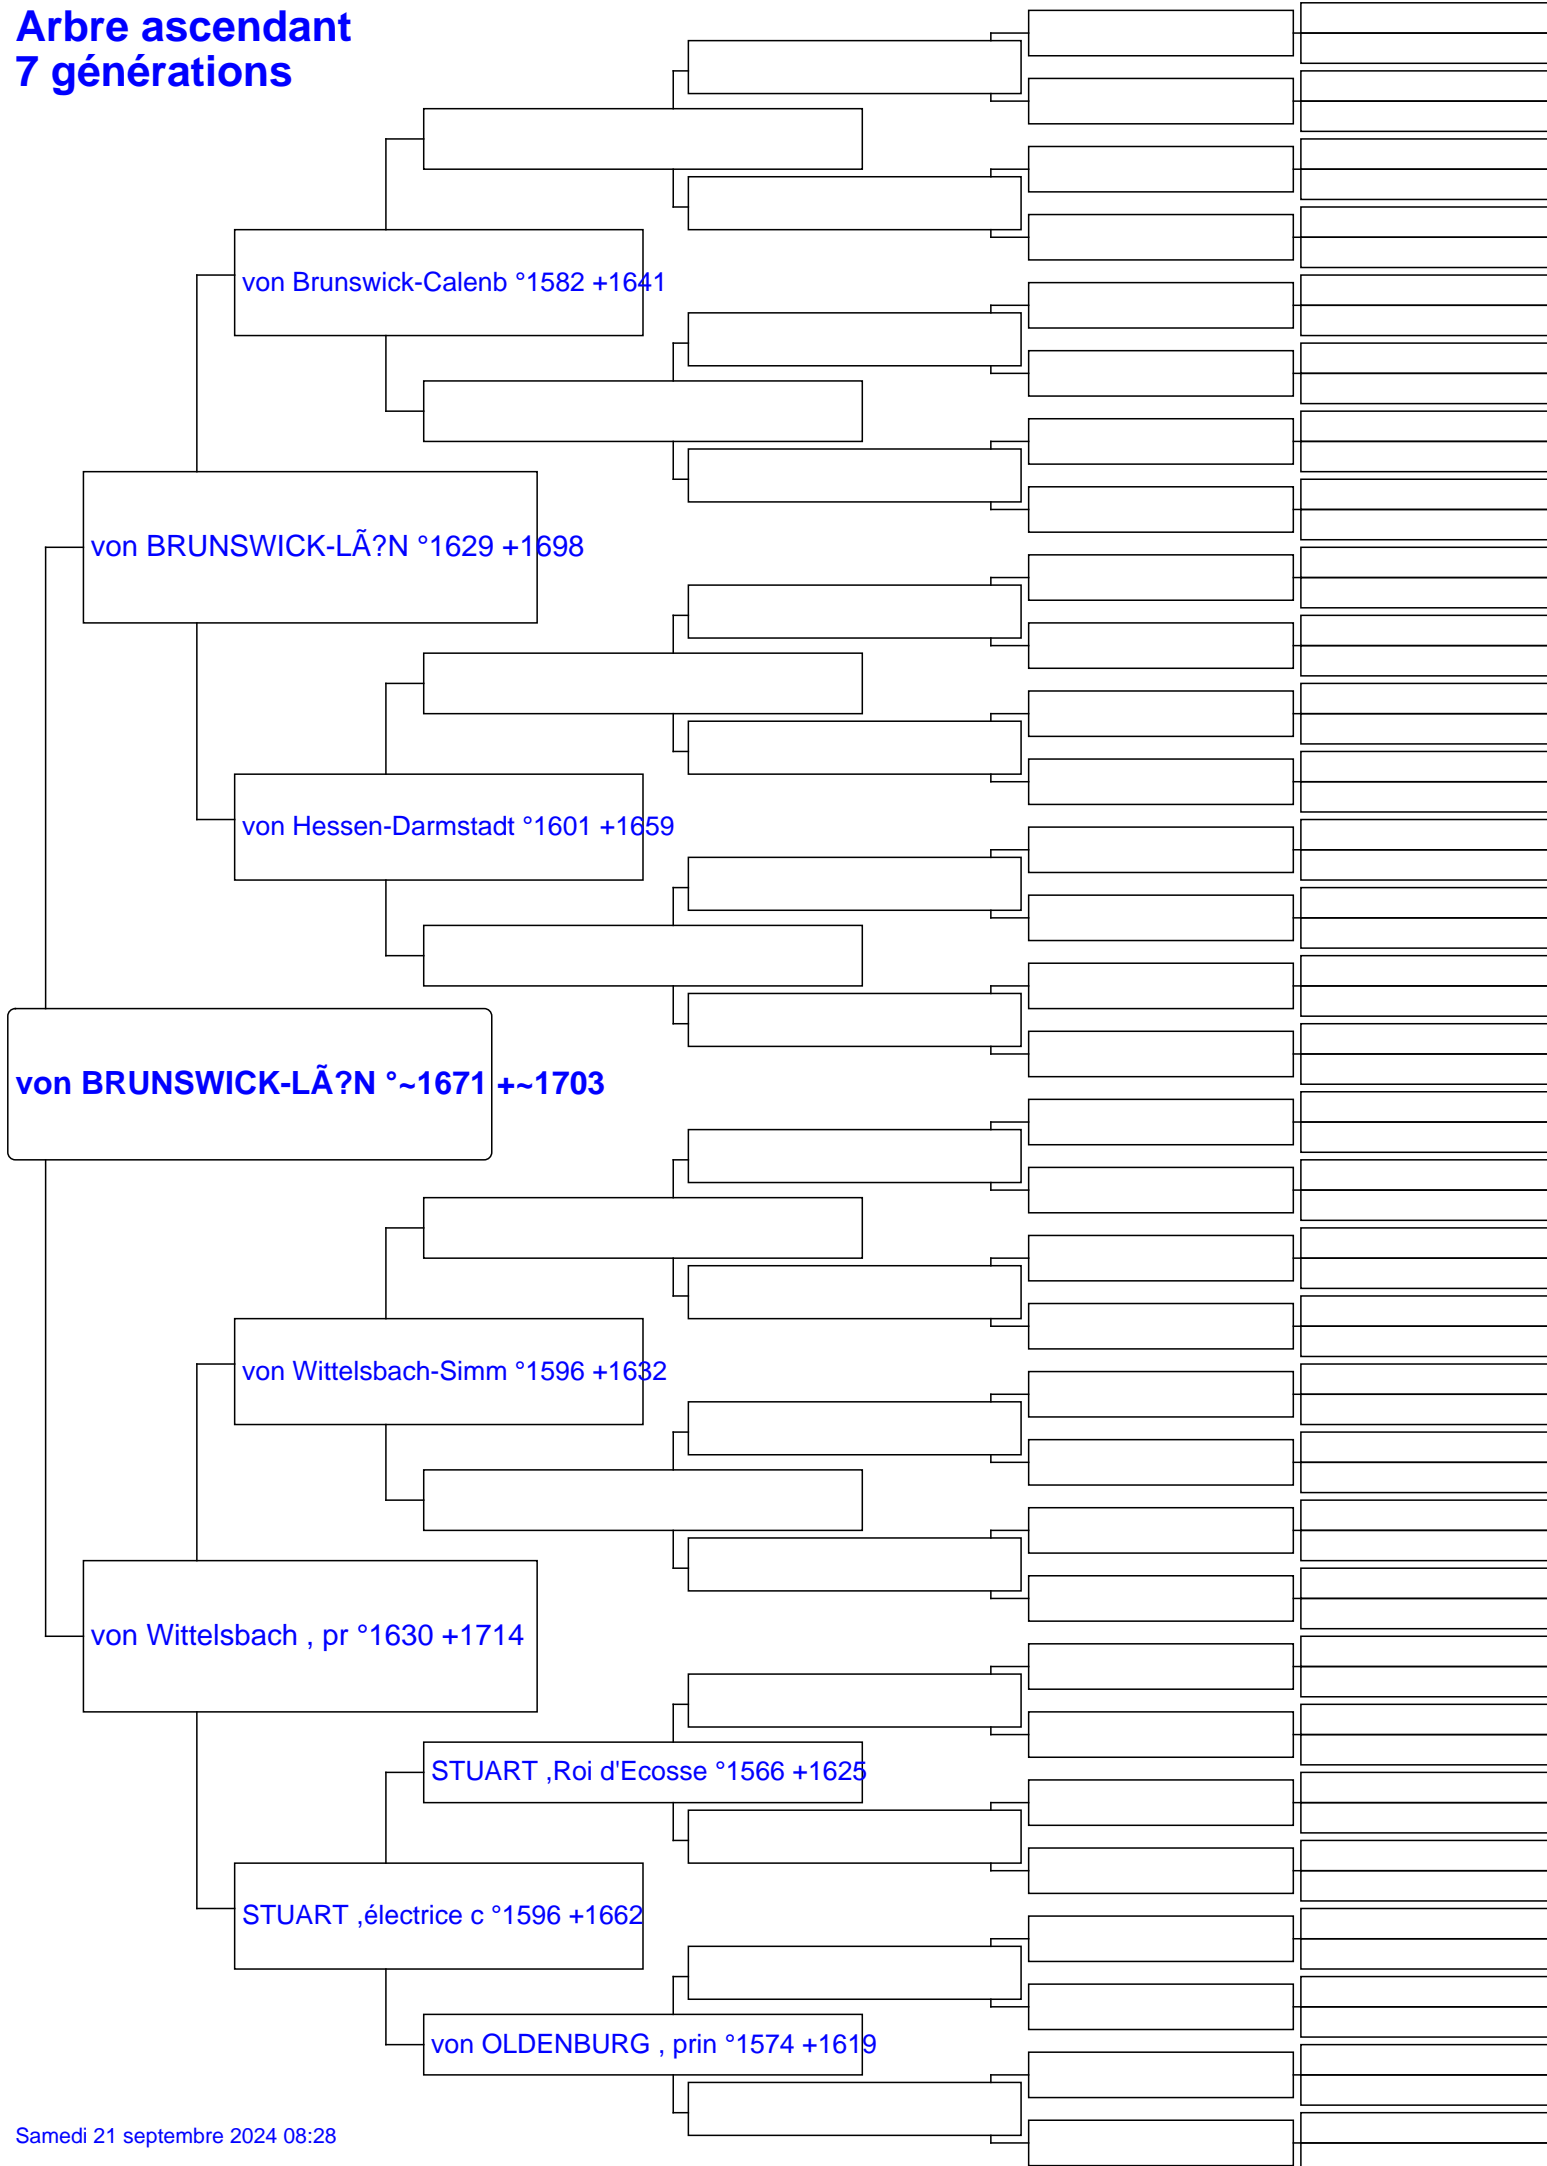 Arbre ascendant
7 générations
von Brunswick-Calenb °1582 +1641
von BRUNSWICK-LÃ?N °1629 +1698
von Hessen-Darmstadt °1601 +1659
von BRUNSWICK-LÃ?N °~1671 +~1703
von Wittelsbach-Simm °1596 +1632
von Wittelsbach , pr °1630 +1714
STUART ,Roi d'Ecosse °1566 +1625
STUART ,électrice c °1596 +1662
von OLDENBURG , prin °1574 +1619
Samedi 21 septembre 2024 08:28